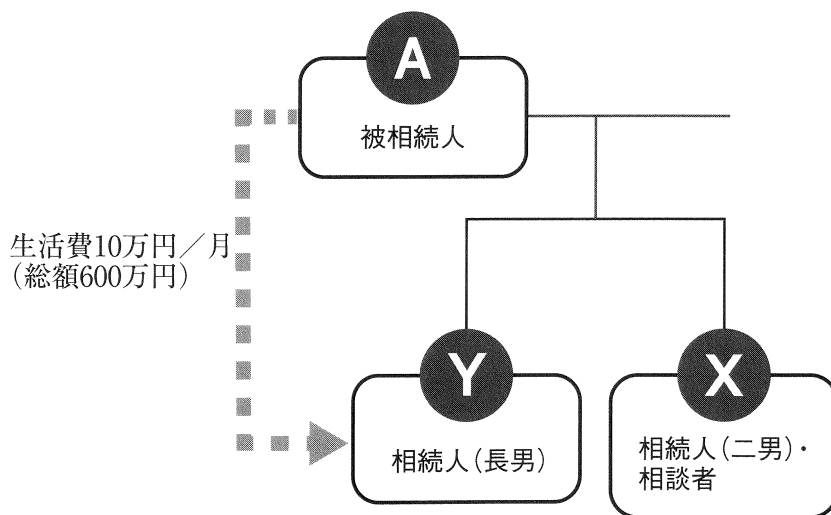 A
被相続人
生活費10万円／月
（総額600万円）
Y
相続人（長男）
X
相続人（二男）・
相談者